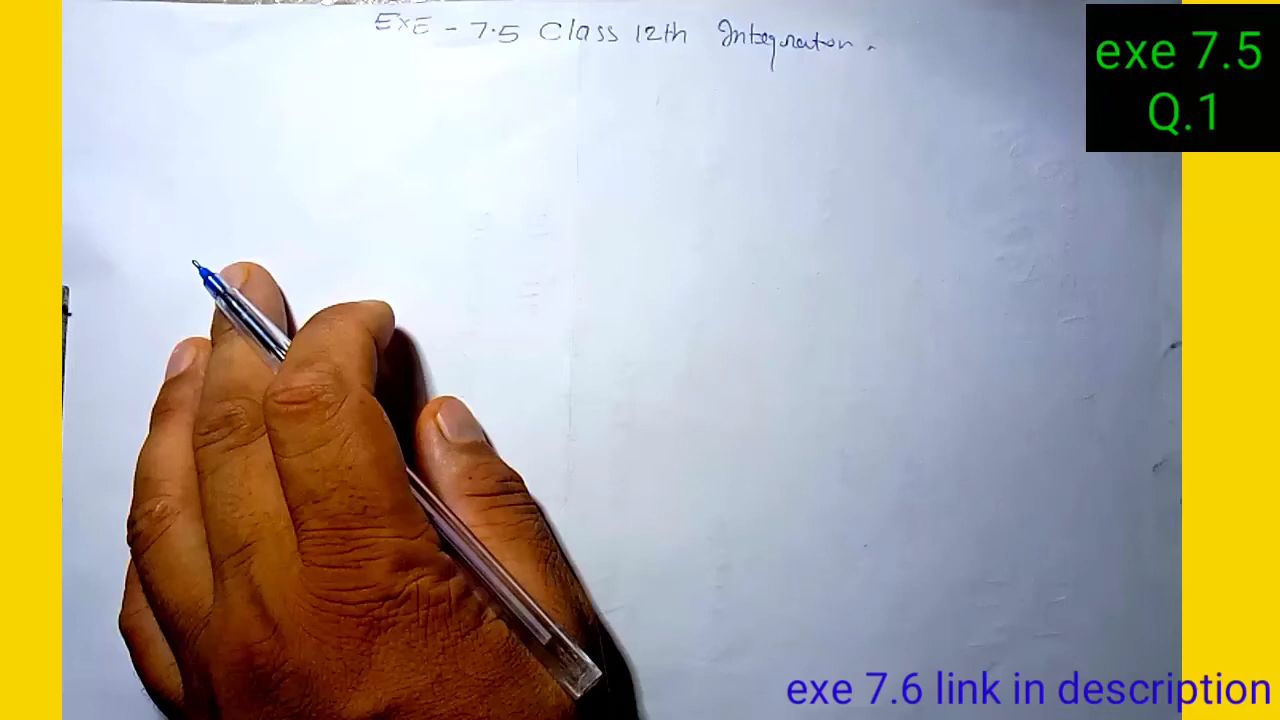 EXE - 7.5 Class 12th Integration.
exe 7.5
Q.1
exe 7.6 link in description